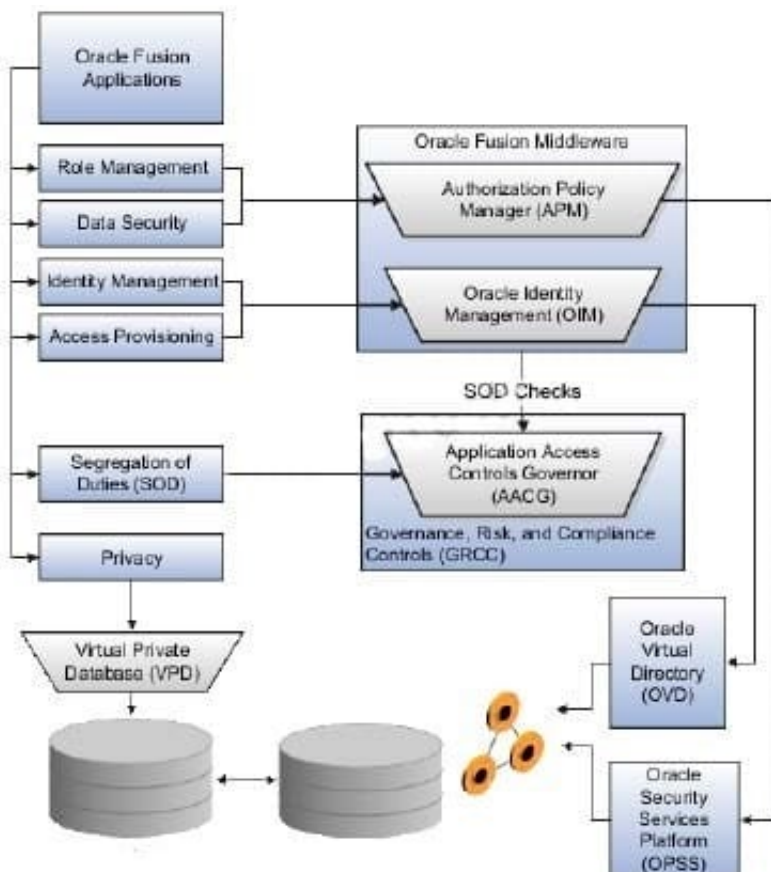 Oracle Fusion
Applications
Role Management
Data Security
Identity Management
Access Provisioning
Segregation of
Duties (SOD)
Privacy
Virtual Private
Database (VPD)
Oracle Fusion Middleware
Authorization Policy
Manager (APM)
Oracle Identity
Management (OIM)
SOD Checks
Application Access
Controls Governor
(AACG)
Governance, Risk, and Compliance
Controls (GRCC)
Oracle
Virtual
Directory
(OVD)
Oracle
Security
Services
Platform
(OPSS)